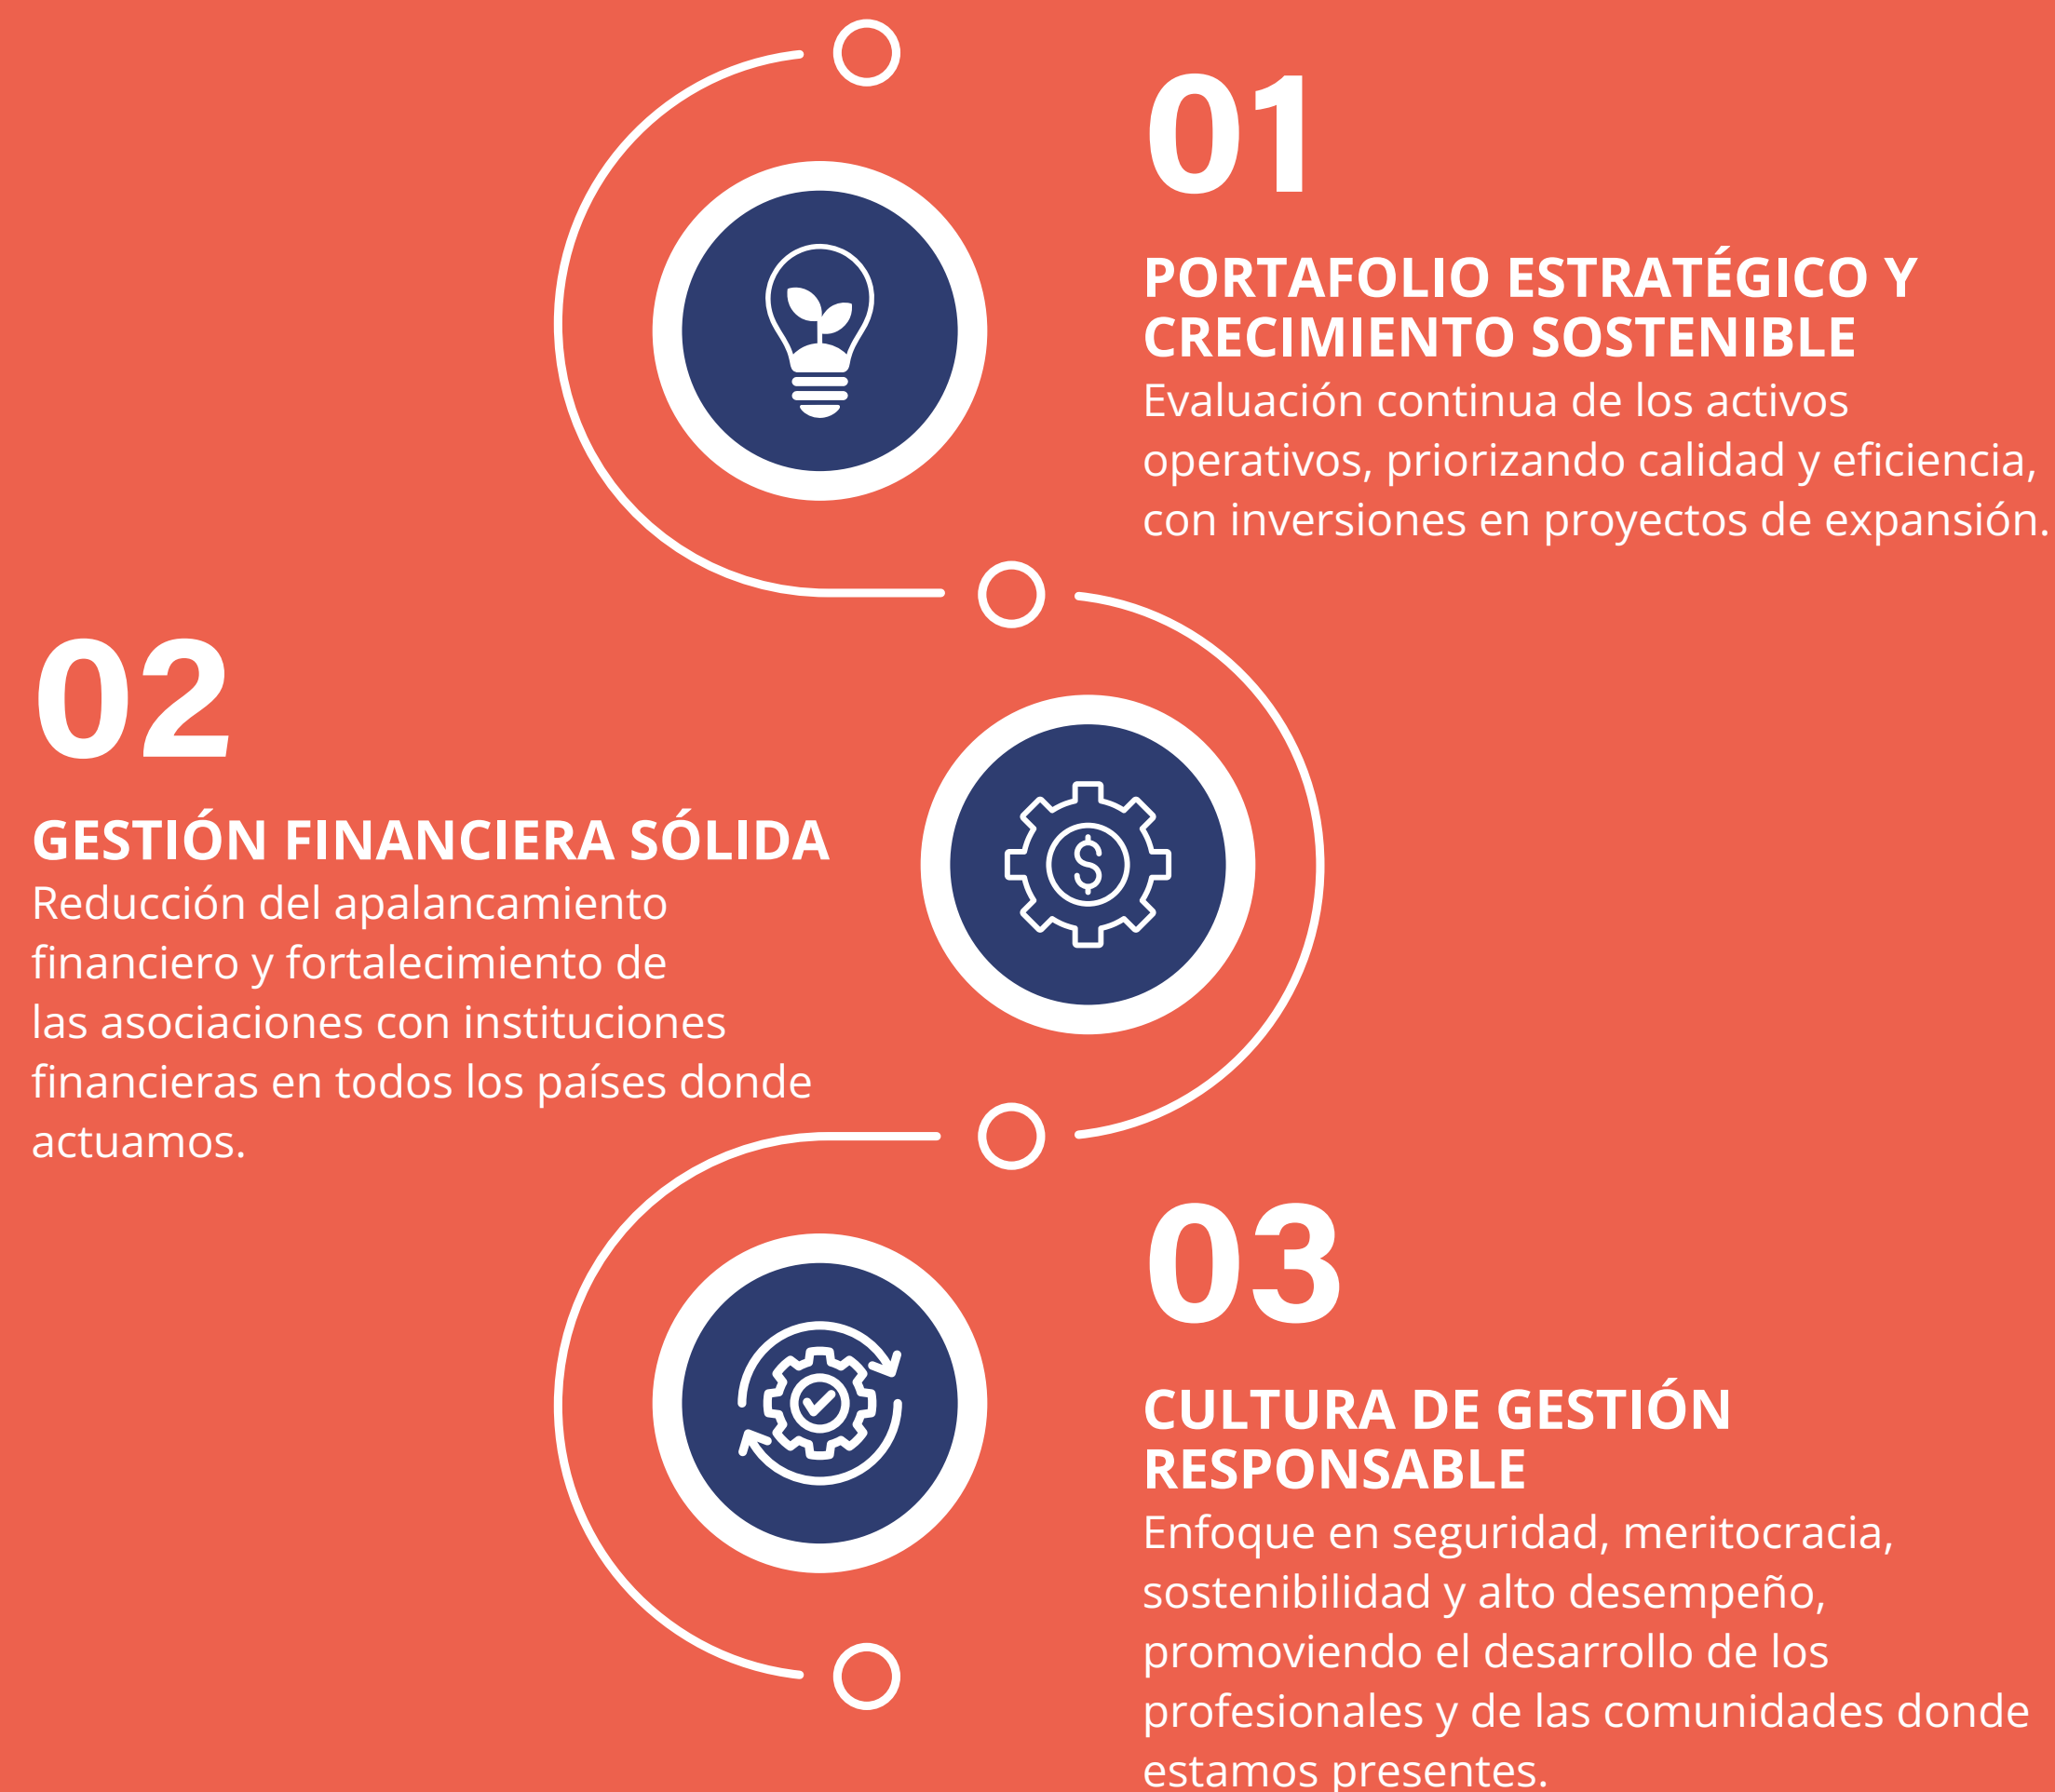 01
PORTAFOLIO ESTRATÉGICO Y
CRECIMIENTO SOSTENIBLE
Evaluación continua de los activos
operativos, priorizando calidad y eficiencia,
con inversiones en proyectos de expansión.
02
GESTIÓN FINANCIERA SÓLIDA
Reducción del apalancamiento
financiero y fortalecimiento de
las asociaciones con instituciones
financieras en todos los países donde
actuamos.
$
03
CULTURA DE GESTIÓN
RESPONSABLE
Enfoque en seguridad, meritocracia,
sostenibilidad y alto desempeño,
promoviendo el desarrollo de los
profesionales y de las comunidades donde
estamos presentes.